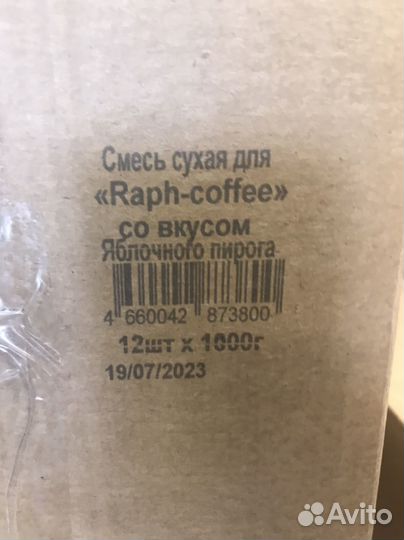 Смесь сухая для
«Raph-coffee»
со вкусом
Яблочного пирога
4 660042 873800
12шт х 1000г
19/07/2023
Avito